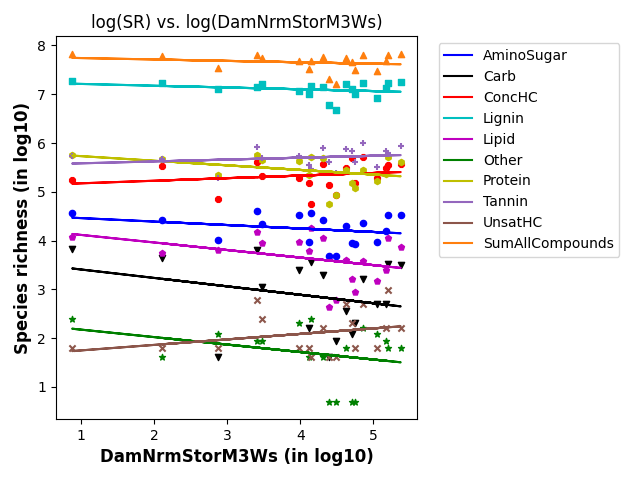 log(SR) vs. log(DamNrmStorM3Ws)
8
7
6
5
4
3
2
1
Species richness (in log10)
1
2
3
4
5
DamNrmStorM3Ws (in log10)
AminoSugar
Carb
ConcHC
Lignin
Lipid
Other
Protein
Tannin
UnsatHC
SumAllCompounds